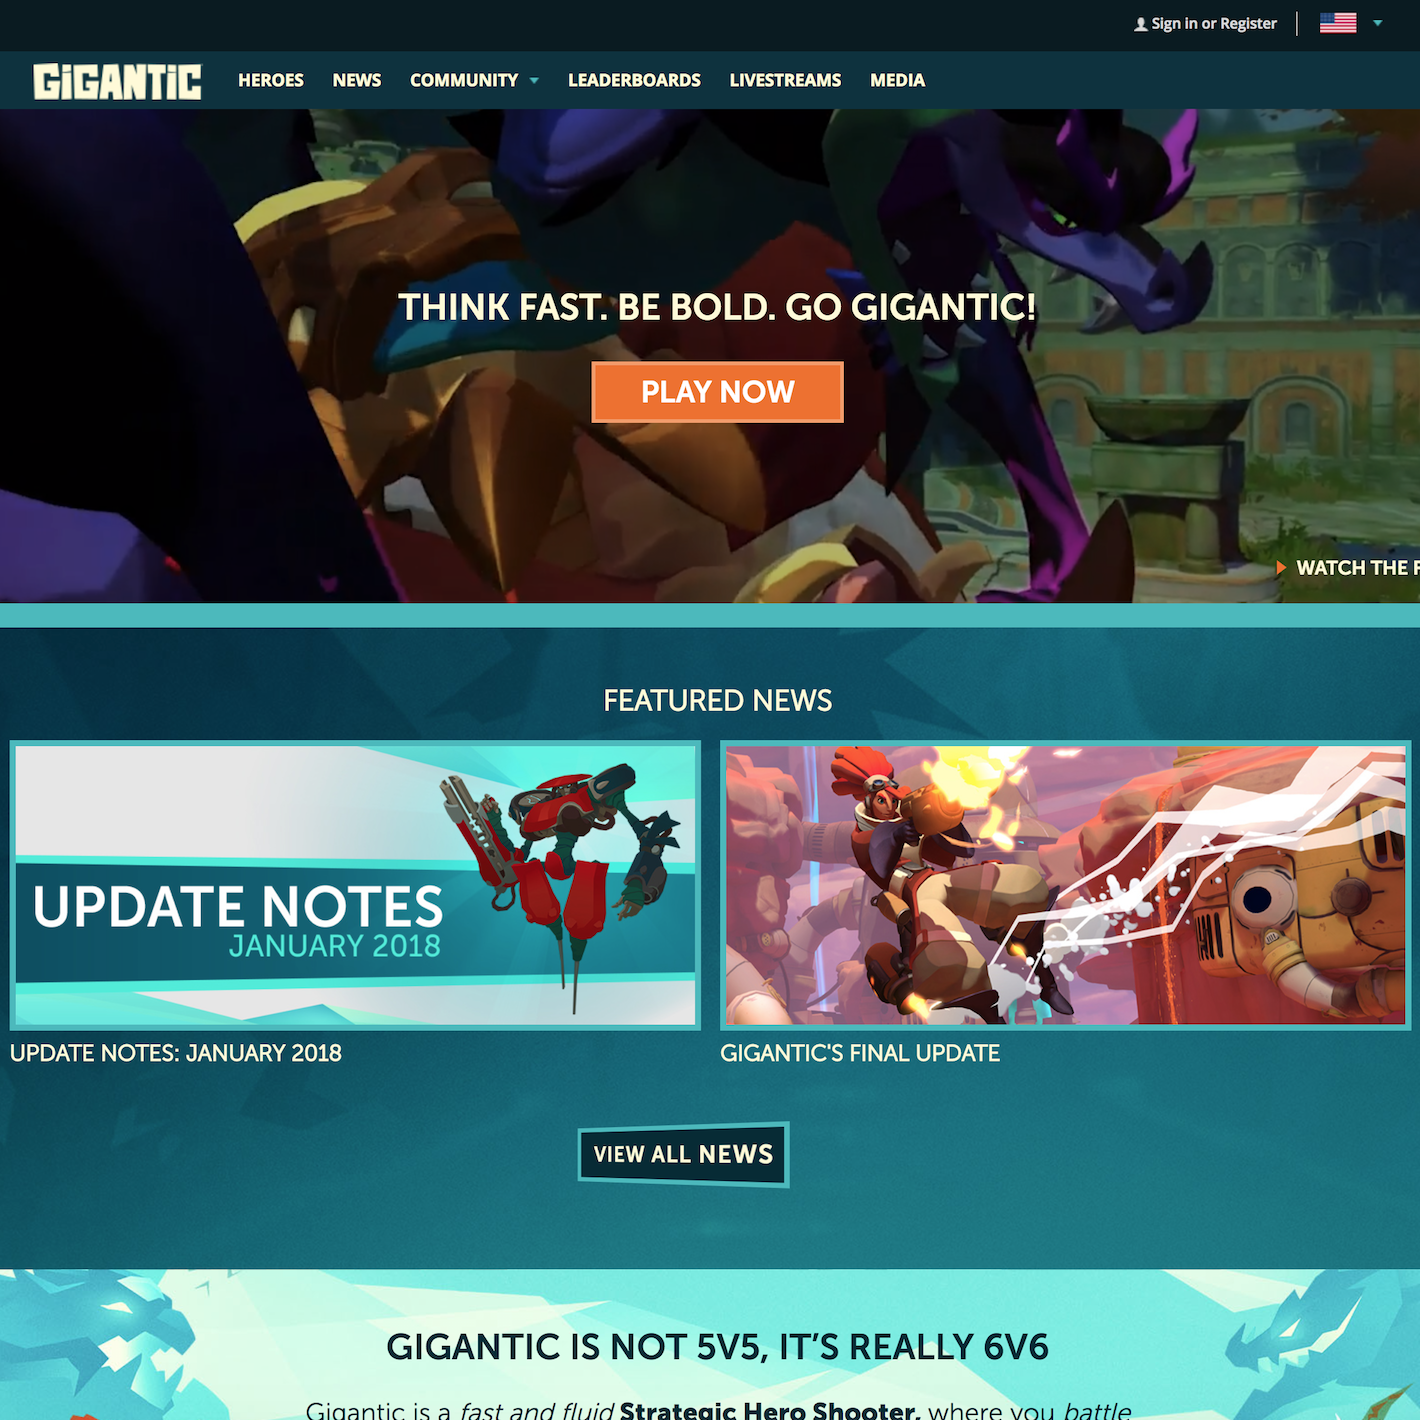 Sign in or Register
GiGANTiC
HEROES NEWS COMMUNITY LEADERBOARDS LIVESTREAMS MEDIA
THINK FAST. BE BOLD. GO GIGANTIC!
PLAY NOW
WATCH THE F
FEATURED NEWS
UPDATE NOTES
JANUARY 2018
UPDATE NOTES: JANUARY 2018
GIGANTIC'S FINAL UPDATE
VIEW ALL NEWS
GIGANTIC IS NOT 5V5, IT'S REALLY 6V6
Gigantic is a fast and fluid Strategic Hero Shooter, where you battle